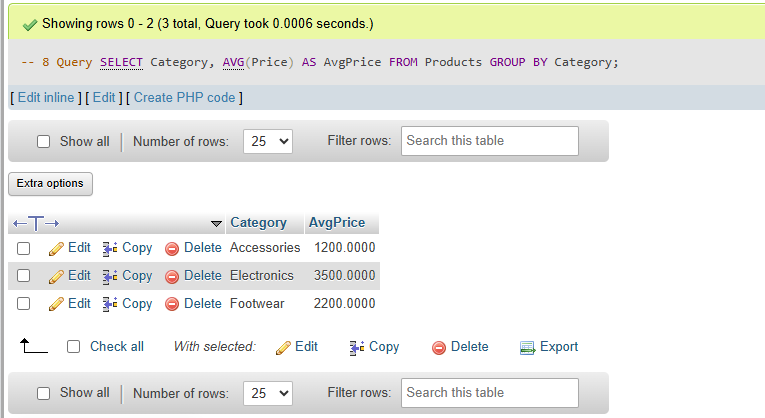 Showing rows 0 - 2 (3 total, Query took 0.0006 seconds.)
-- 8 Query SELECT Category, AVG(Price) AS AvgPrice FROM Products GROUP BY Category;
[ Edit inline ] [ Edit ] [ Create PHP code ]
Show all Number of rows: 25 Filter rows: Search this table
Extra options
←T→ Category AvgPrice
Edit Copy Delete Accessories 1200.0000
Edit Copy Delete Electronics 3500.0000
Edit Copy Delete Footwear 2200.0000
Check all With selected: Edit Copy Delete Export
Show all Number of rows: 25 Filter rows: Search this table